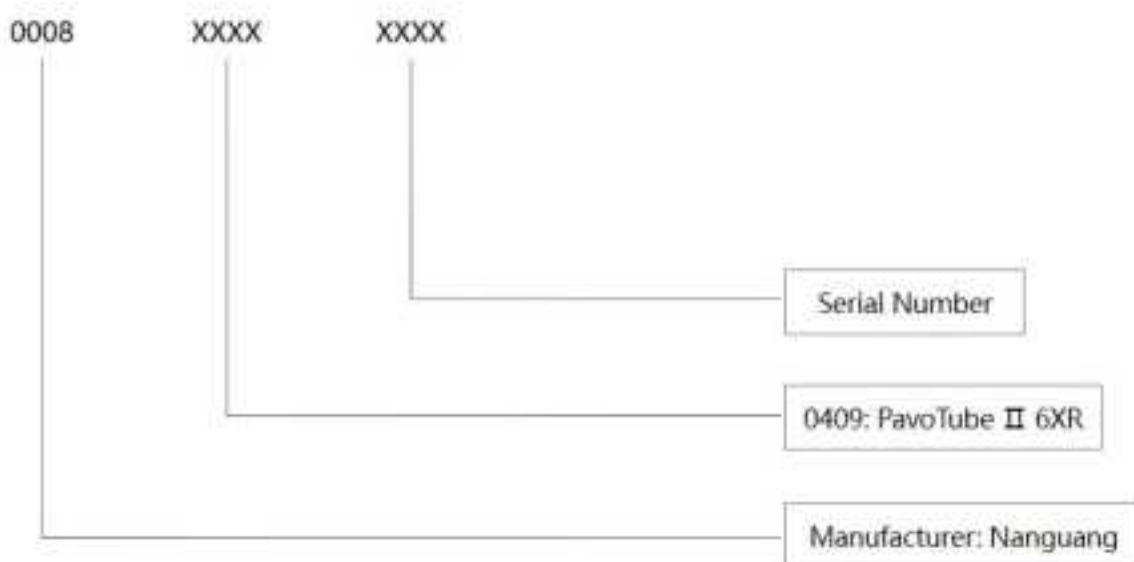 0008 XXXX XXXX
Serial Number
0409: PavoTube Ⅱ 6XR
Manufacturer: Nanguang